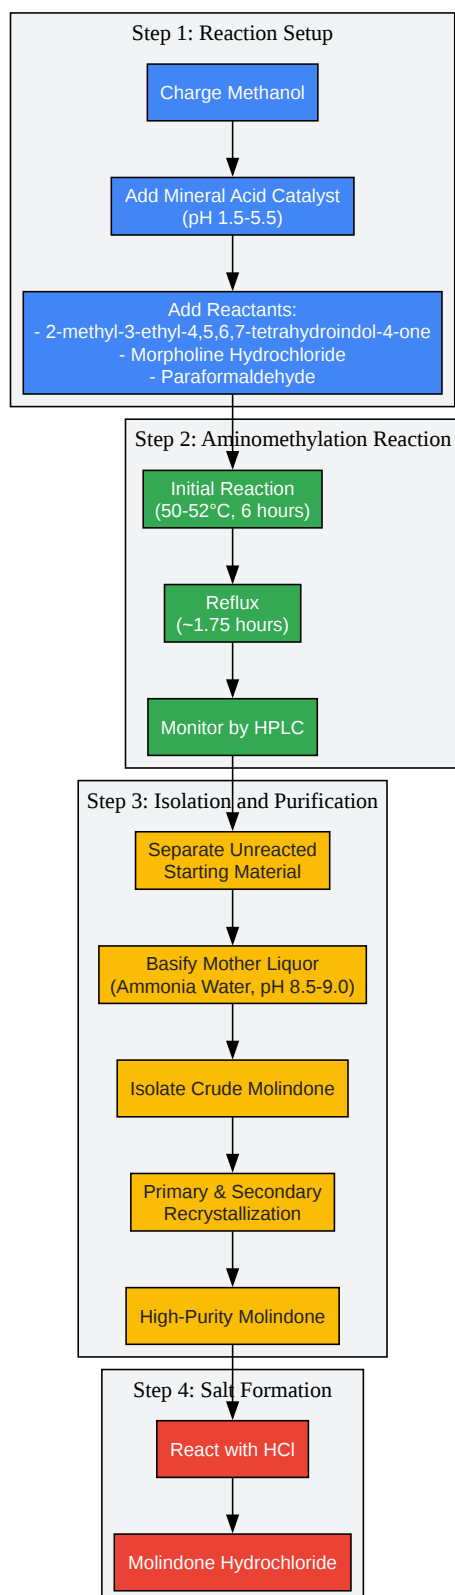 Step 1: Reaction Setup
Charge Methanol
Add Mineral Acid Catalyst
(pH 1.5-5.5)
Add Reactants:
- 2-methyl-3-ethyl-4,5,6,7-tetrahydroindol-4-one
- Morpholine Hydrochloride
- Paraformaldehyde
Step 2: Aminomethylation Reaction
Initial Reaction
(50-52°C, 6 hours)
Reflux
(~1.75 hours)
Monitor by HPLC
Step 3: Isolation and Purification
Separate Unreacted
Starting Material
Basify Mother Liquor
(Ammonia Water, pH 8.5-9.0)
Isolate Crude Molindone
Primary & Secondary
Recrystallization
High-Purity Molindone
Step 4: Salt Formation
React with HCl
Molindone Hydrochloride